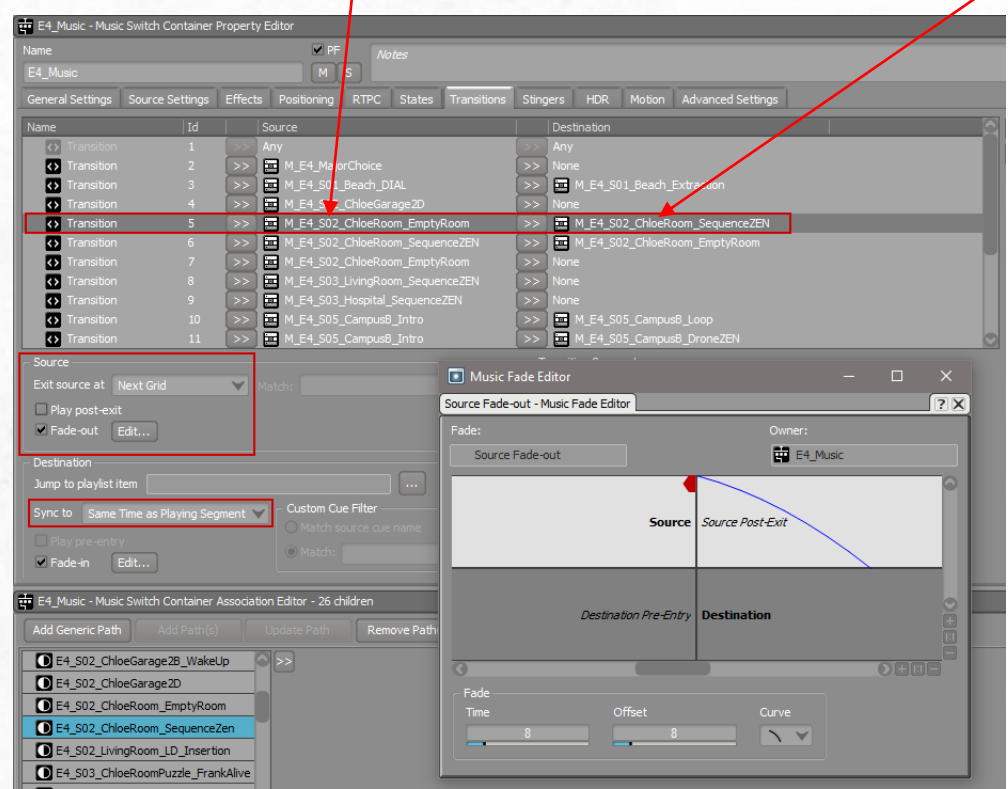 E4_Music - Music Switch Container Property Editor
Name PF Notes
E4_Music M S
General Settings Source Settings Effects Positioning RTPC States Transitions Stingers HDR Motion Advanced Settings
Name Id Source Destination
Transition 1 >> Any >> Any
Transition 2 >> M_E4_MajorChoice >> None
Transition 3 >> M_E4_S01_Beach_DIAL >> M_E4_S01_Beach_Extraction
Transition 4 >> >> None
Transition 5 >> M_E4_S02_ChloeRoom_EmptyRoom >> M_E4_S02_ChloeRoom_SequenceZEN
Transition 6 >> M_E4_S02_ChloeRoom_SequenceZEN >> M_E4_S02_ChloeRoom_EmptyRoom
Transition 7 >> M_E4_S02_ChloeRoom_EmptyRoom >> None
Transition 8 >> M_E4_S03_LivingRoom_SequenceZEN >> None
Transition 9 >> M_E4_S03_Hospital_SequenceZEN >> None
Transition 10 >> M_E4_S05_CampusB_Intro >> M_E4_S05_CampusB_Loop
Transition 11 >> M_E4_S05_CampusB_Intro >> M_E4_S05_CampusB_DroneZEN
Source
Exit source at Next Grid Match:
Play post-exit
Fade-out Edit...
Destination
Jump to playlist item ...
Sync to Same Time as Playing Segment Custom Cue Filter
Match source cue name
Play pre-entry
Match:
Fade-in Edit...
Music Fade Editor
Source Fade-out - Music Fade Editor ? X
Fade: Owner:
Source Fade-out E4_Music
Source Source Post-Exit
Destination Pre-Entry Destination
Fade
Time Offset Curve
8 8
E4_Music - Music Switch Container Association Editor - 26 children
Add Generic Path Add Path(s) Update Path Remove Path
E4_S02_ChloeGarage2B_WakeUp >>
E4_S02_ChloeGarage2D
E4_S02_ChloeRoom_EmptyRoom
E4_S02_ChloeRoom_SequenceZen
E4_S02_LivingRoom_LD_Insertion
E4_S03_ChloeRoomPuzzle_FrankAlive